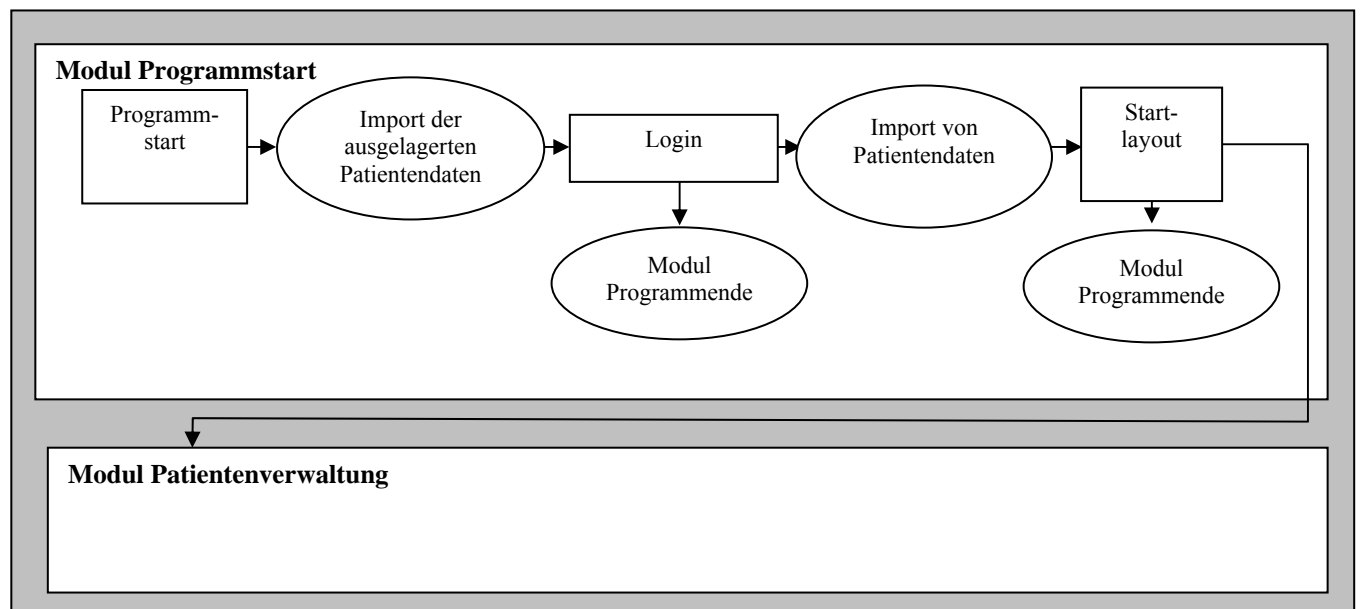 Modul Programmstart
Programm-
start
Import der
ausgelagerten
Patientendaten
Login
Import von
Patientendaten
Start-
layout
Modul
Programmende
Modul
Programmende
Modul Patientenverwaltung